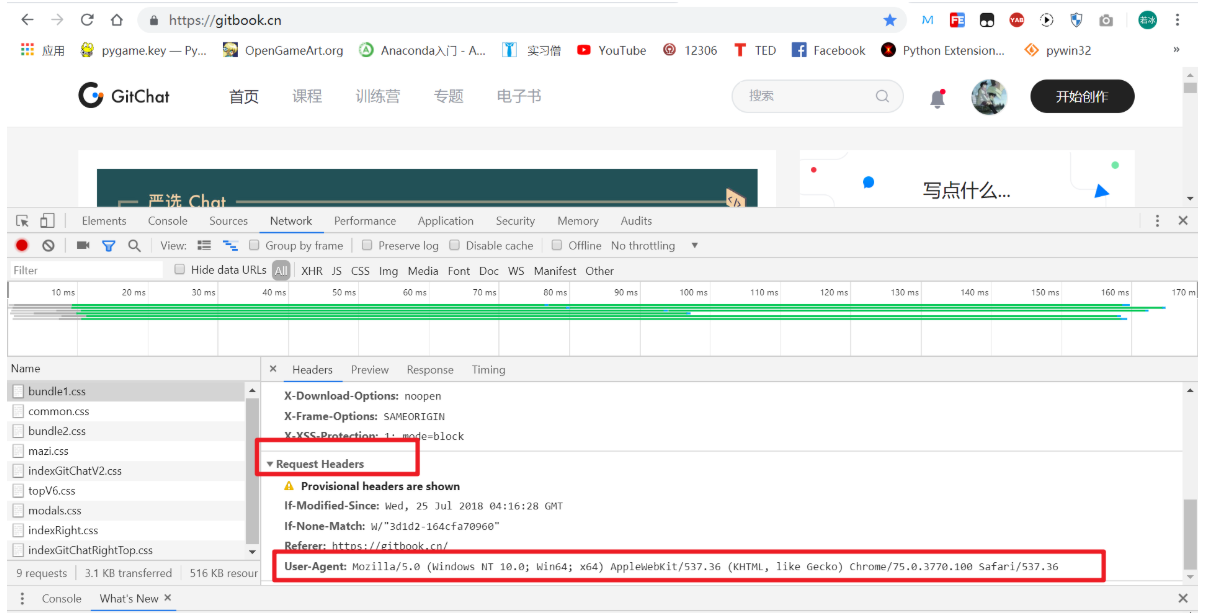 https://gitbook.cn
M FE YAB 若冰
应用 pygame.key — Py... OpenGameArt.org Anaconda入门 - A... 实习僧 YouTube 12306 TED Facebook Python Extension... pywin32 »
GitChat 首页 课程 训练营 专题 电子书 搜索 开始创作
严选 Chat </>
写点什么...
Elements Console Sources Network Performance Application Security Memory Audits
View: Group by frame Preserve log Disable cache Offline No throttling
Filter Hide data URLs All XHR JS CSS Img Media Font Doc WS Manifest Other
10 ms 20 ms 30 ms 40 ms 50 ms 60 ms 70 ms 80 ms 90 ms 100 ms 110 ms 120 ms 130 ms 140 ms 150 ms 160 ms 170 m
Name
bundle1.css
common.css
bundle2.css
mazi.css
indexGitChatV2.css
topV6.css
modals.css
indexRight.css
indexGitChatRightTop.css
9 requests 3.1 KB transferred 516 KB resour
Headers Preview Response Timing
X-Download-Options: noopen
X-Frame-Options: SAMEORIGIN
X-XSS-Protection: 1; mode=block
Request Headers
Provisional headers are shown
If-Modified-Since: Wed, 25 Jul 2018 04:16:28 GMT
If-None-Match: W/"3d1d2-164cfa70960"
Referer: https://gitbook.cn/
User-Agent: Mozilla/5.0 (Windows NT 10.0; Win64; x64) AppleWebKit/537.36 (KHTML, like Gecko) Chrome/75.0.3770.100 Safari/537.36
Console What's New